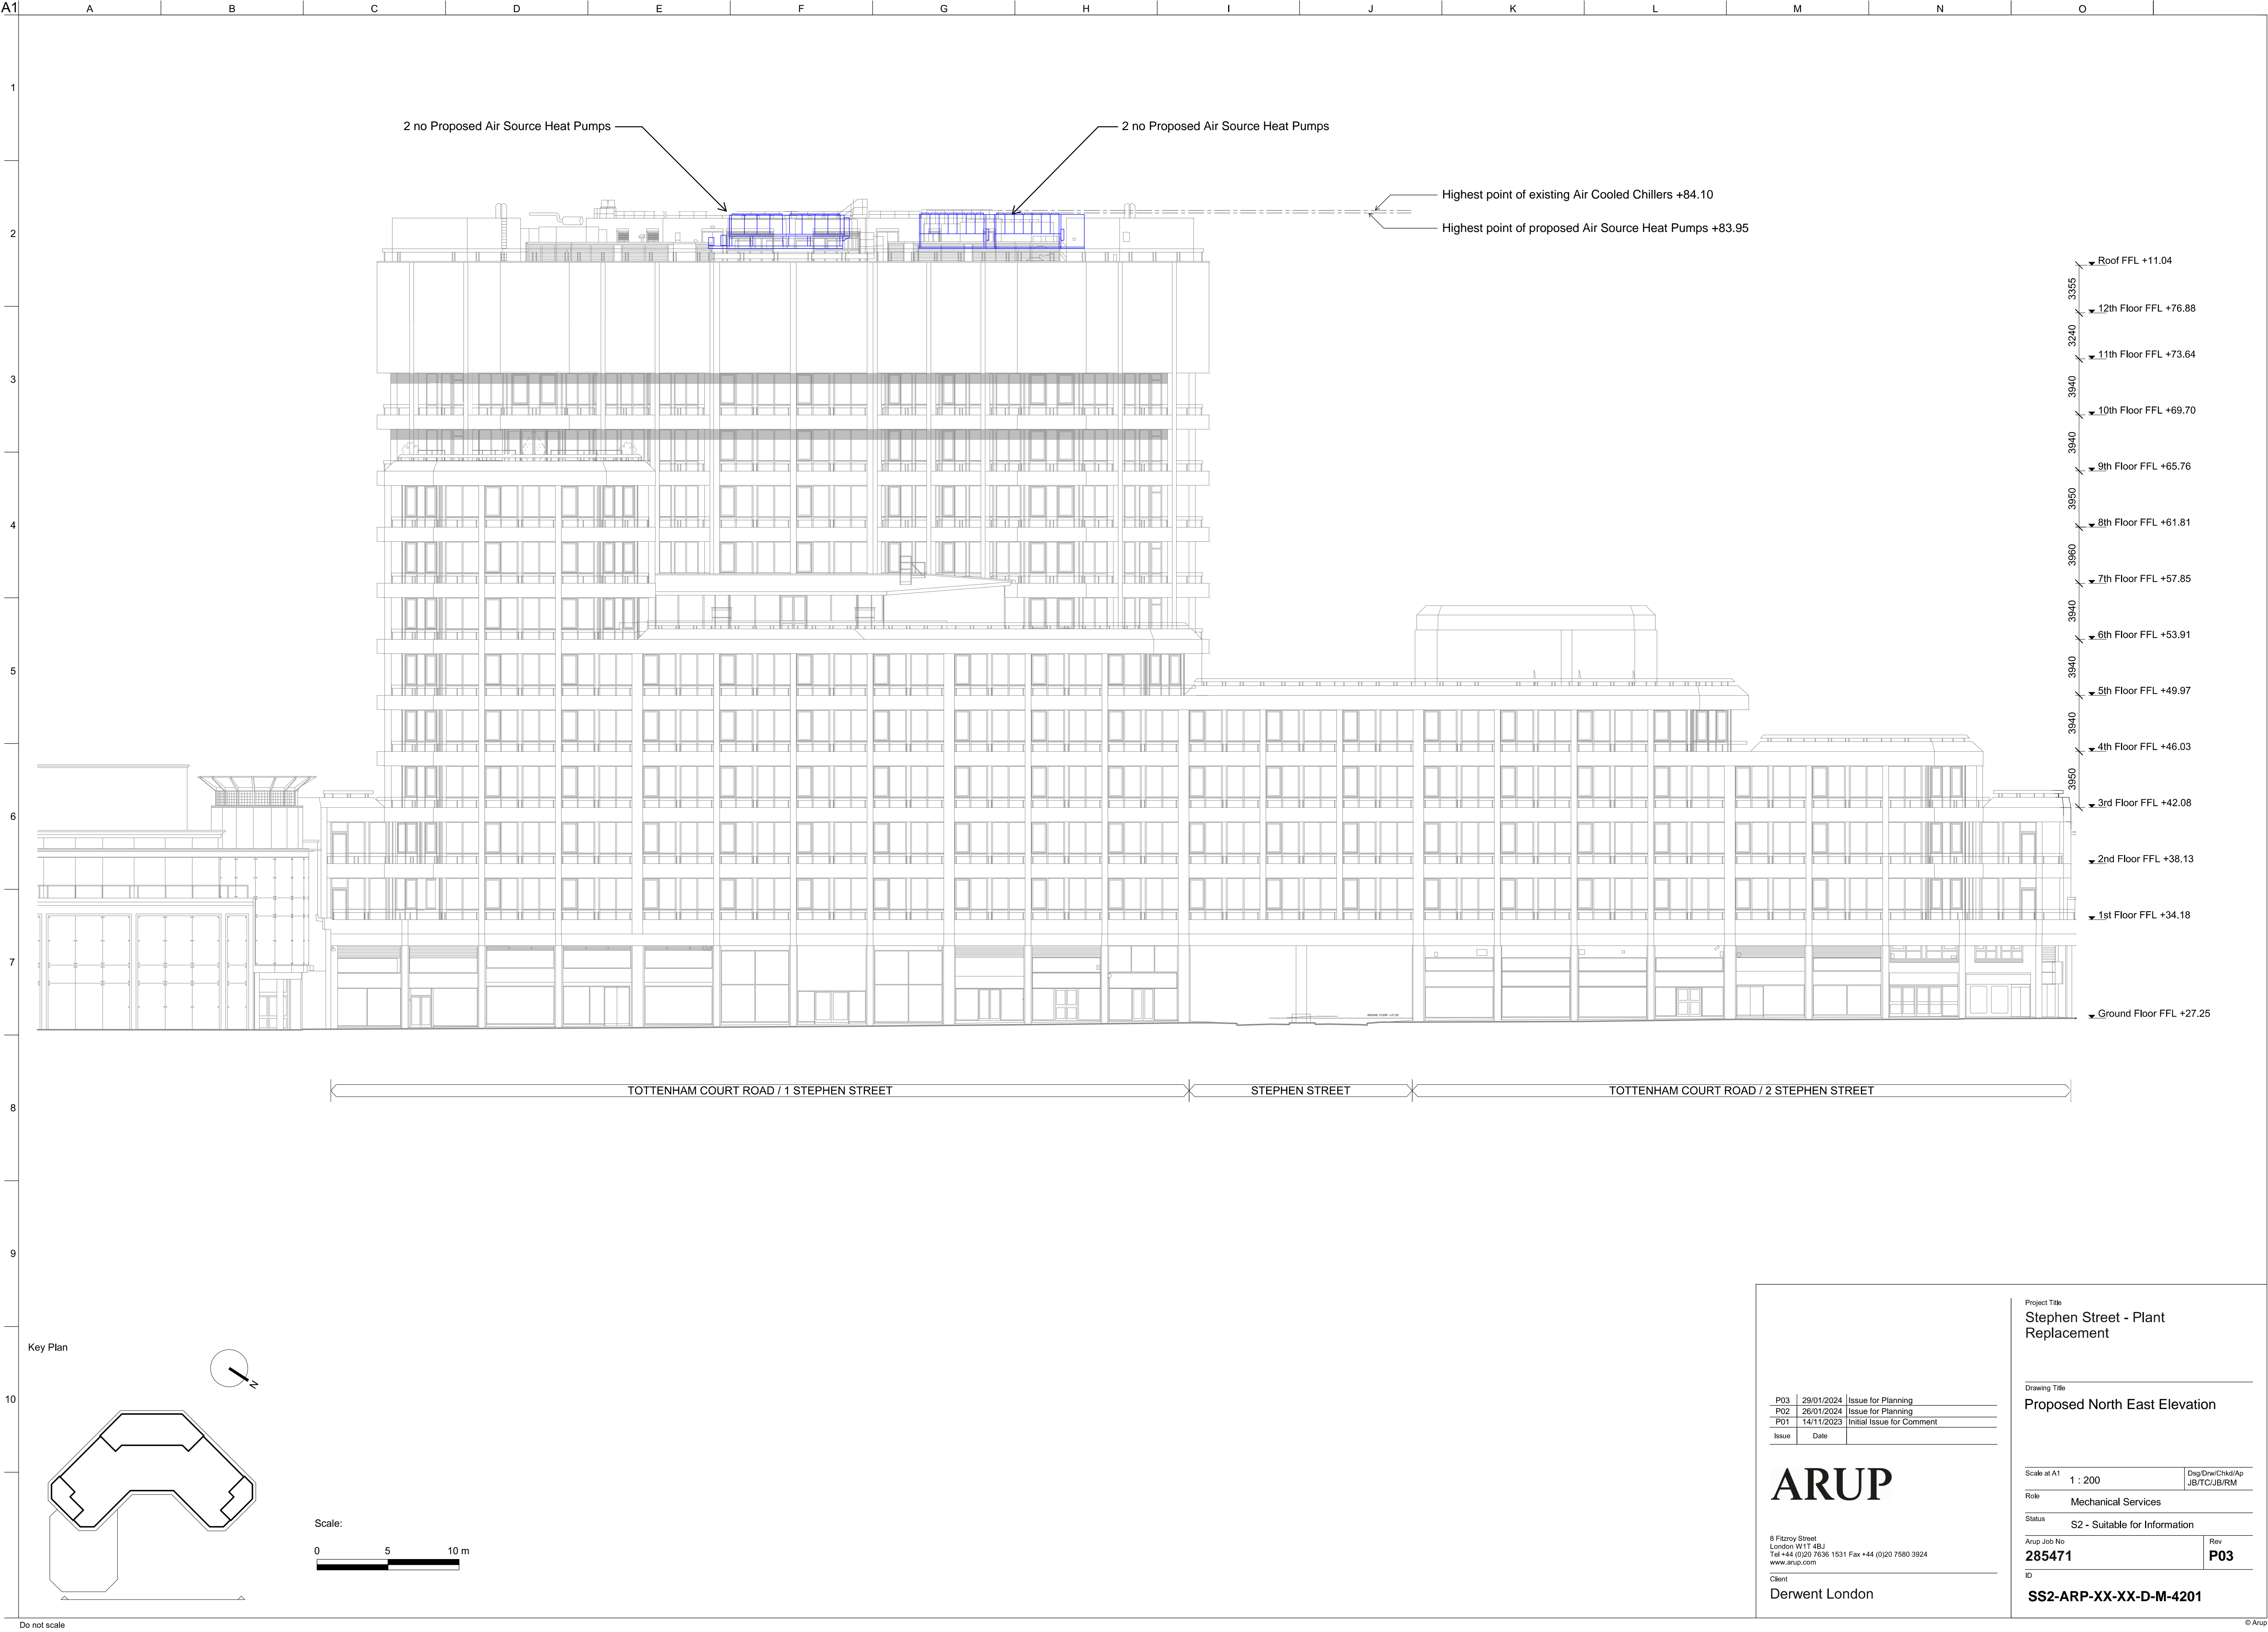 A1
A B C D E F G H I J K L M N O
1
2
3
4
5
6
7
8
9
10
2 no Proposed Air Source Heat Pumps
2 no Proposed Air Source Heat Pumps
Highest point of existing Air Cooled Chillers +84.10
Highest point of proposed Air Source Heat Pumps +83.95
Roof FFL +11.04
3355
12th Floor FFL +76.88
3240
11th Floor FFL +73.64
3940
10th Floor FFL +69.70
3940
9th Floor FFL +65.76
3950
8th Floor FFL +61.81
3960
7th Floor FFL +57.85
3940
6th Floor FFL +53.91
3940
5th Floor FFL +49.97
3940
4th Floor FFL +46.03
3950
3rd Floor FFL +42.08
2nd Floor FFL +38.13
1st Floor FFL +34.18
Ground Floor FFL +27.25
TOTTENHAM COURT ROAD / 1 STEPHEN STREET
STEPHEN STREET
TOTTENHAM COURT ROAD / 2 STEPHEN STREET
Key Plan
N
Scale:
0 5 10 m
Do not scale
P03 29/01/2024 Issue for Planning
P02 26/01/2024 Issue for Planning
P01 14/11/2023 Initial Issue for Comment
Issue Date
ARUP
8 Fitzroy Street
London W1T 4BJ
Tel +44 (0)20 7636 1531 Fax +44 (0)20 7580 3924
www.arup.com
Client
Derwent London
Project Title
Stephen Street - Plant
Replacement
Drawing Title
Proposed North East Elevation
Scale at A1
1 : 200
Dsg/Drw/Chkd/Ap
JB/TC/JB/RM
Role
Mechanical Services
Status
S2 - Suitable for Information
Arup Job No
285471
Rev
P03
ID
SS2-ARP-XX-XX-D-M-4201
© Arup